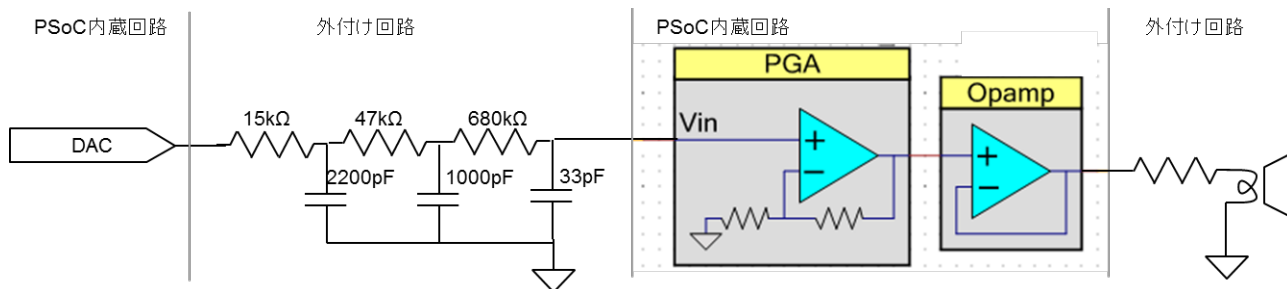 PSoC内蔵回路
外付け回路
PSoC内蔵回路
外付け回路
PGA
Opamp
15kΩ
47kΩ
680kΩ
DAC
Vin
2200pF
1000pF
33pF
+
−
+
−